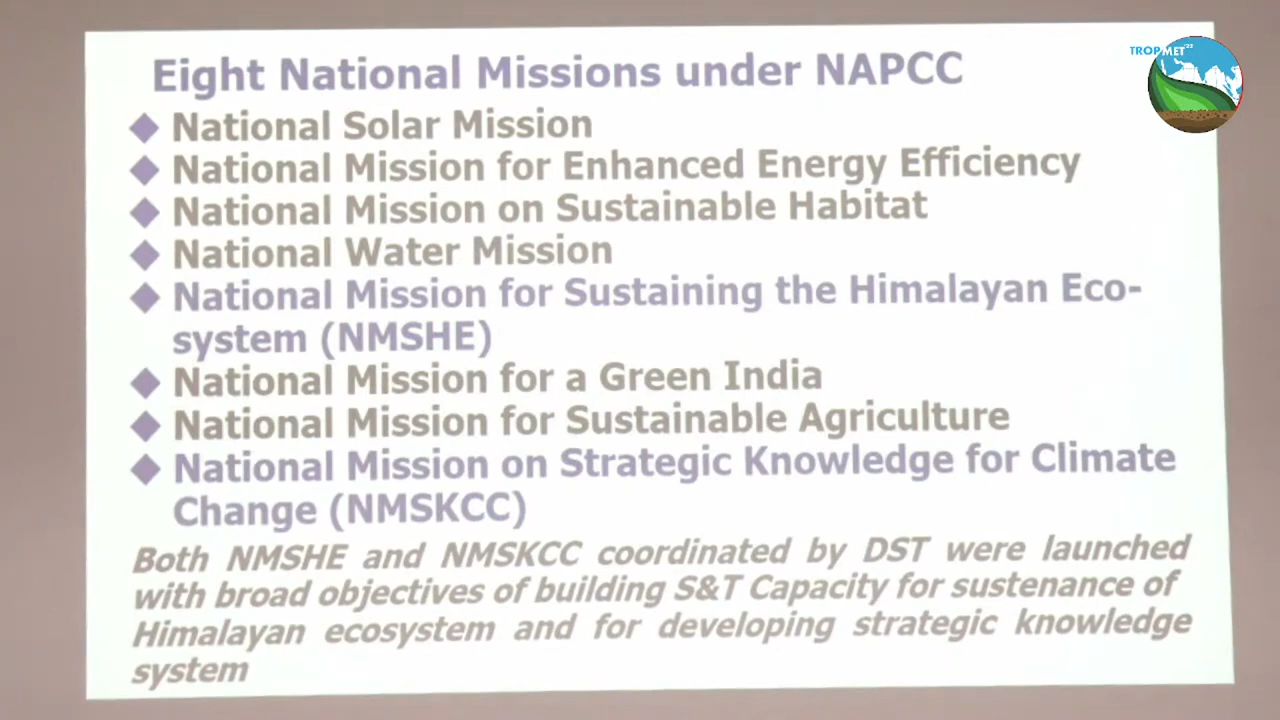 TROPMET'22
Eight National Missions under NAPCC
National Solar Mission
National Mission for Enhanced Energy Efficiency
National Mission on Sustainable Habitat
National Water Mission
National Mission for Sustaining the Himalayan Eco-
system (NMSHE)
National Mission for a Green India
National Mission for Sustainable Agriculture
National Mission on Strategic Knowledge for Climate
Change (NMSKCC)
Both NMSHE and NMSKCC coordinated by DST were launched
with broad objectives of building S&T Capacity for sustenance of
Himalayan ecosystem and for developing strategic knowledge
system